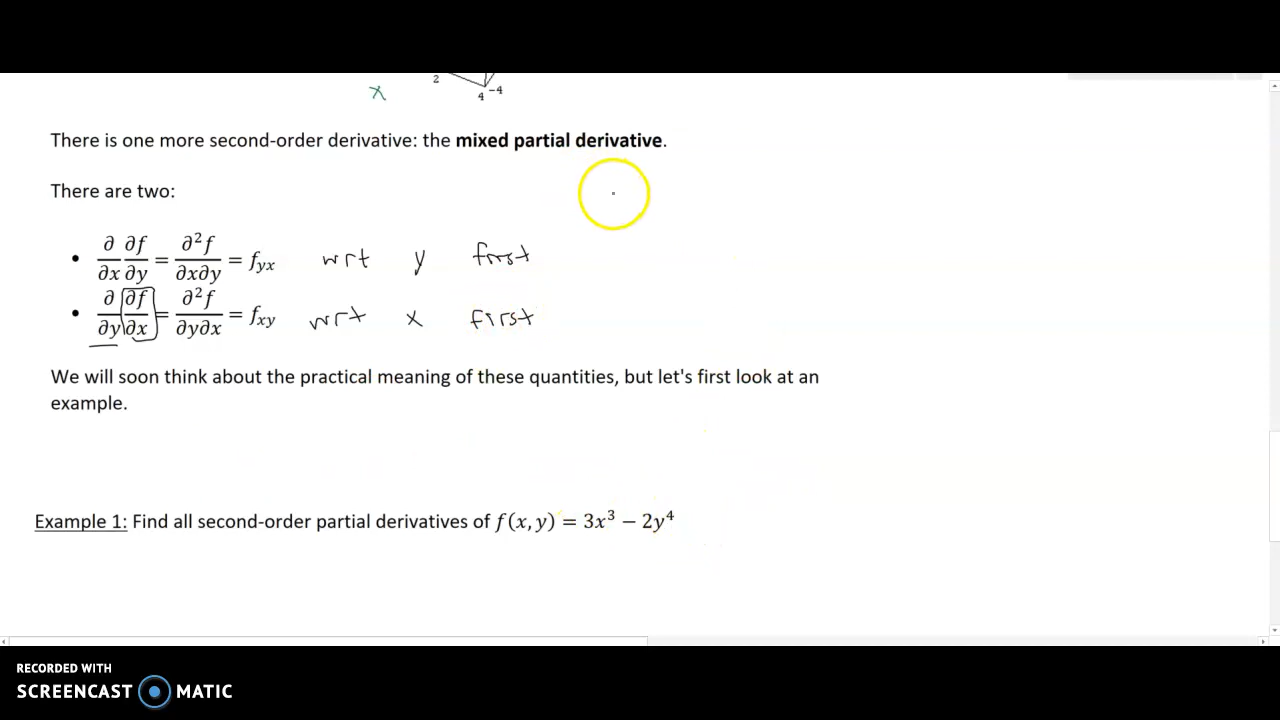 2
x
4 -4
There is one more second-order derivative: the mixed partial derivative.
There are two:
• ∂/∂x ∂f/∂y = ∂²f/∂x∂y = f_yx wrt y first
• ∂/∂y ∂f/∂x = ∂²f/∂y∂x = f_xy wrt x first
We will soon think about the practical meaning of these quantities, but let's first look at an
example.
Example 1: Find all second-order partial derivatives of f(x, y) = 3x³ − 2y⁴
RECORDED WITH
SCREENCAST MATIC